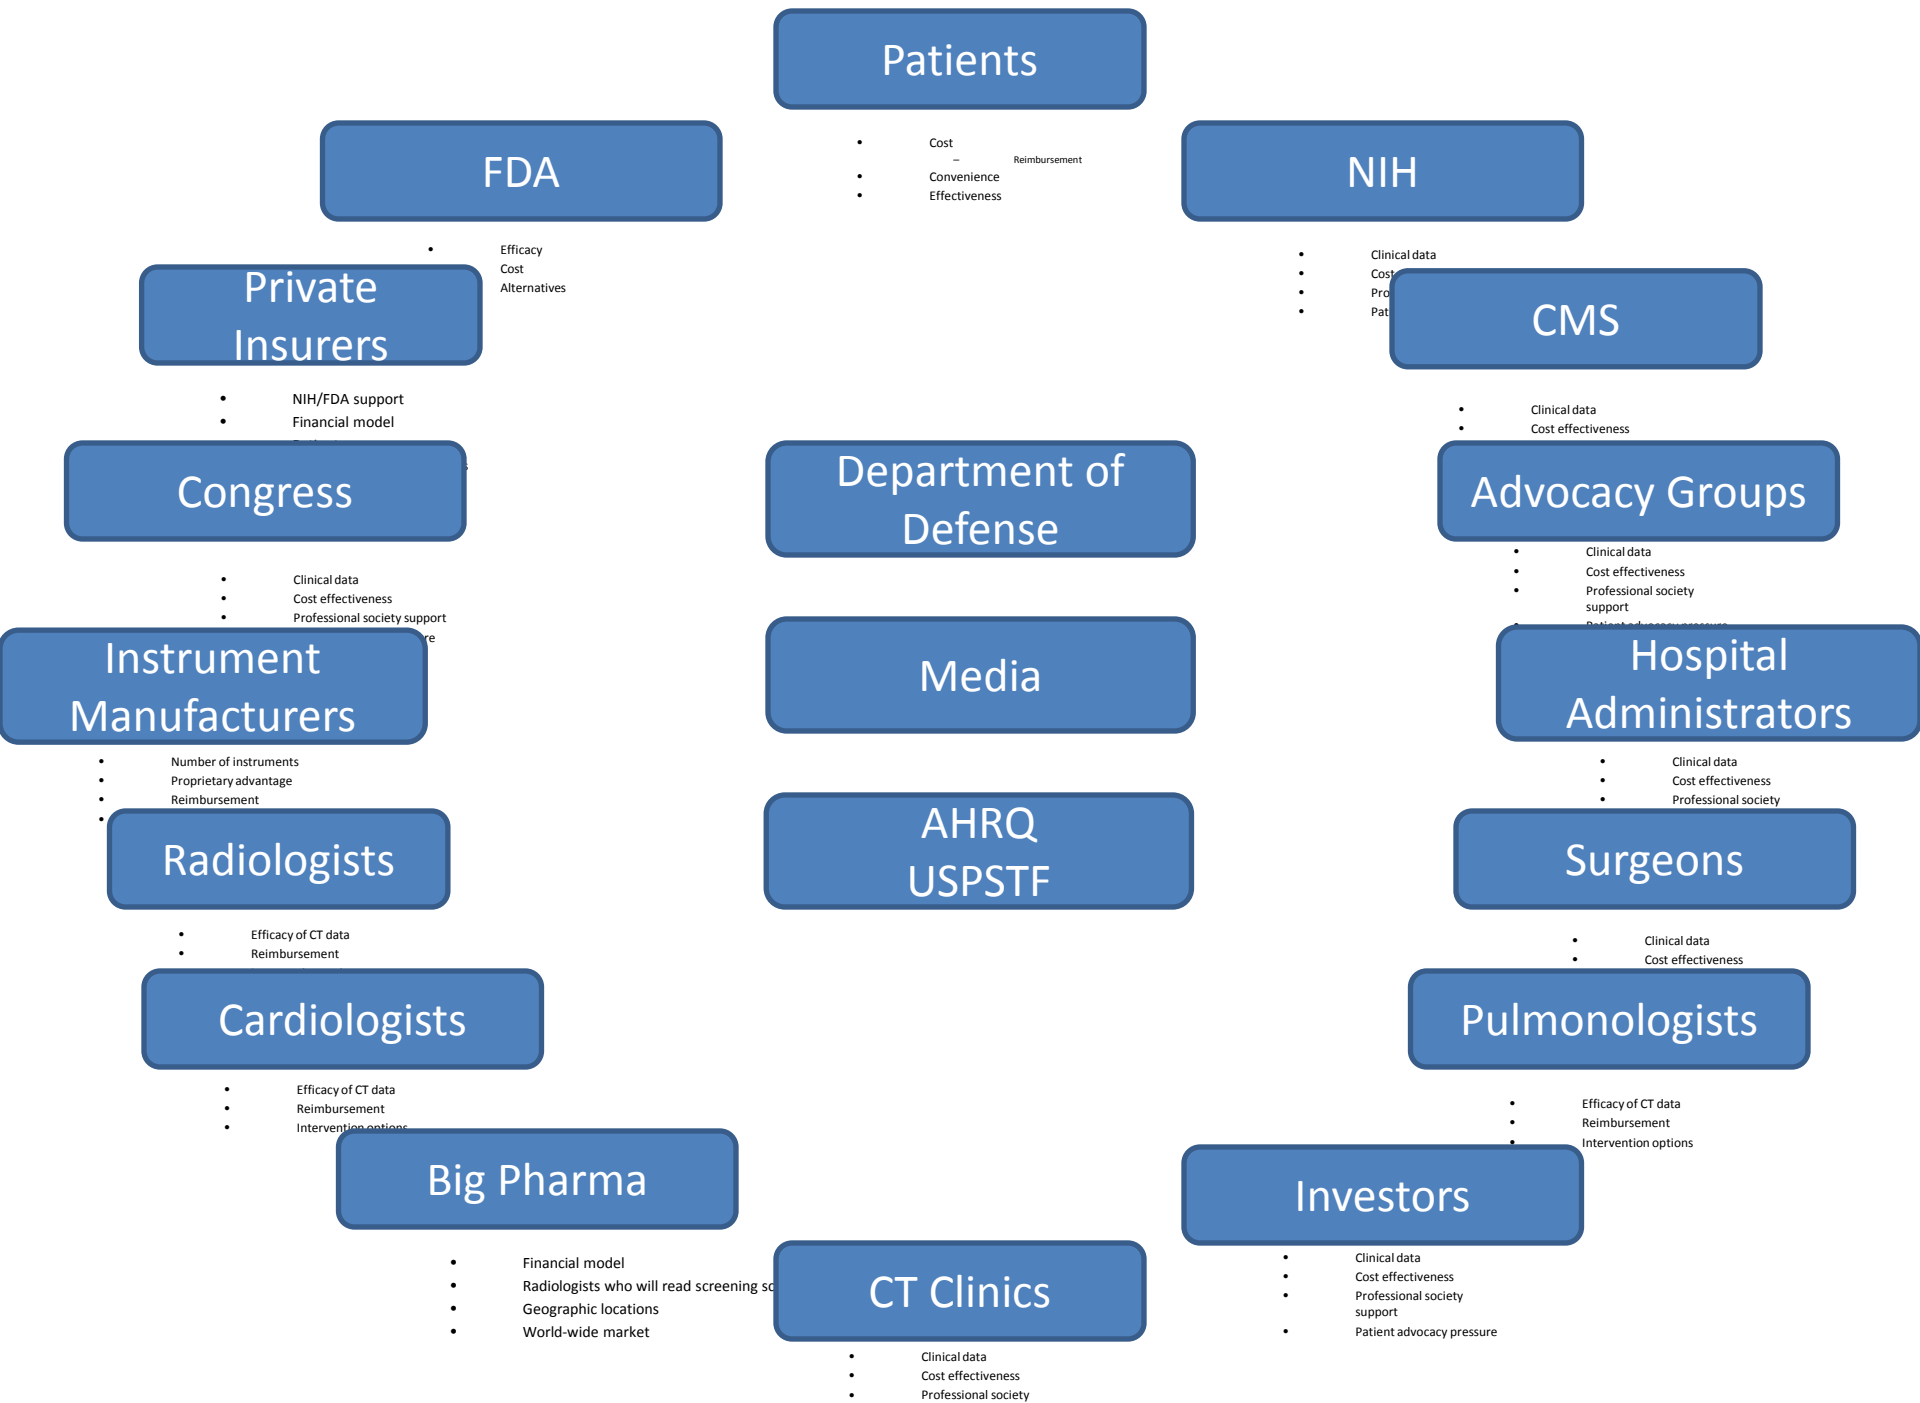 Patients
• Cost
– Reimbursement
• Convenience
• Effectiveness
FDA
• Efficacy
Cost
Alternatives
NIH
• Clinical data
• Cost
•
•
Private
Insurers
• NIH/FDA support
• Financial model
CMS
• Clinical data
• Cost effectiveness
Congress
• Clinical data
• Cost effectiveness
• Professional society support
Department of
Defense
Advocacy Groups
• Clinical data
• Cost effectiveness
• Professional society
support
• Patient advocacy pressure
Instrument
Manufacturers
• Number of instruments
• Proprietary advantage
• Reimbursement
•
Media
Hospital
Administrators
• Clinical data
• Cost effectiveness
• Professional society
Radiologists
• Efficacy of CT data
• Reimbursement
AHRQ
USPSTF
Surgeons
• Clinical data
• Cost effectiveness
Cardiologists
• Efficacy of CT data
• Reimbursement
• Intervention options
Pulmonologists
• Efficacy of CT data
• Reimbursement
• Intervention options
Big Pharma
• Financial model
• Radiologists who will read screening
• Geographic locations
• World-wide market
Investors
• Clinical data
• Cost effectiveness
• Professional society
support
• Patient advocacy pressure
CT Clinics
• Clinical data
• Cost effectiveness
• Professional society